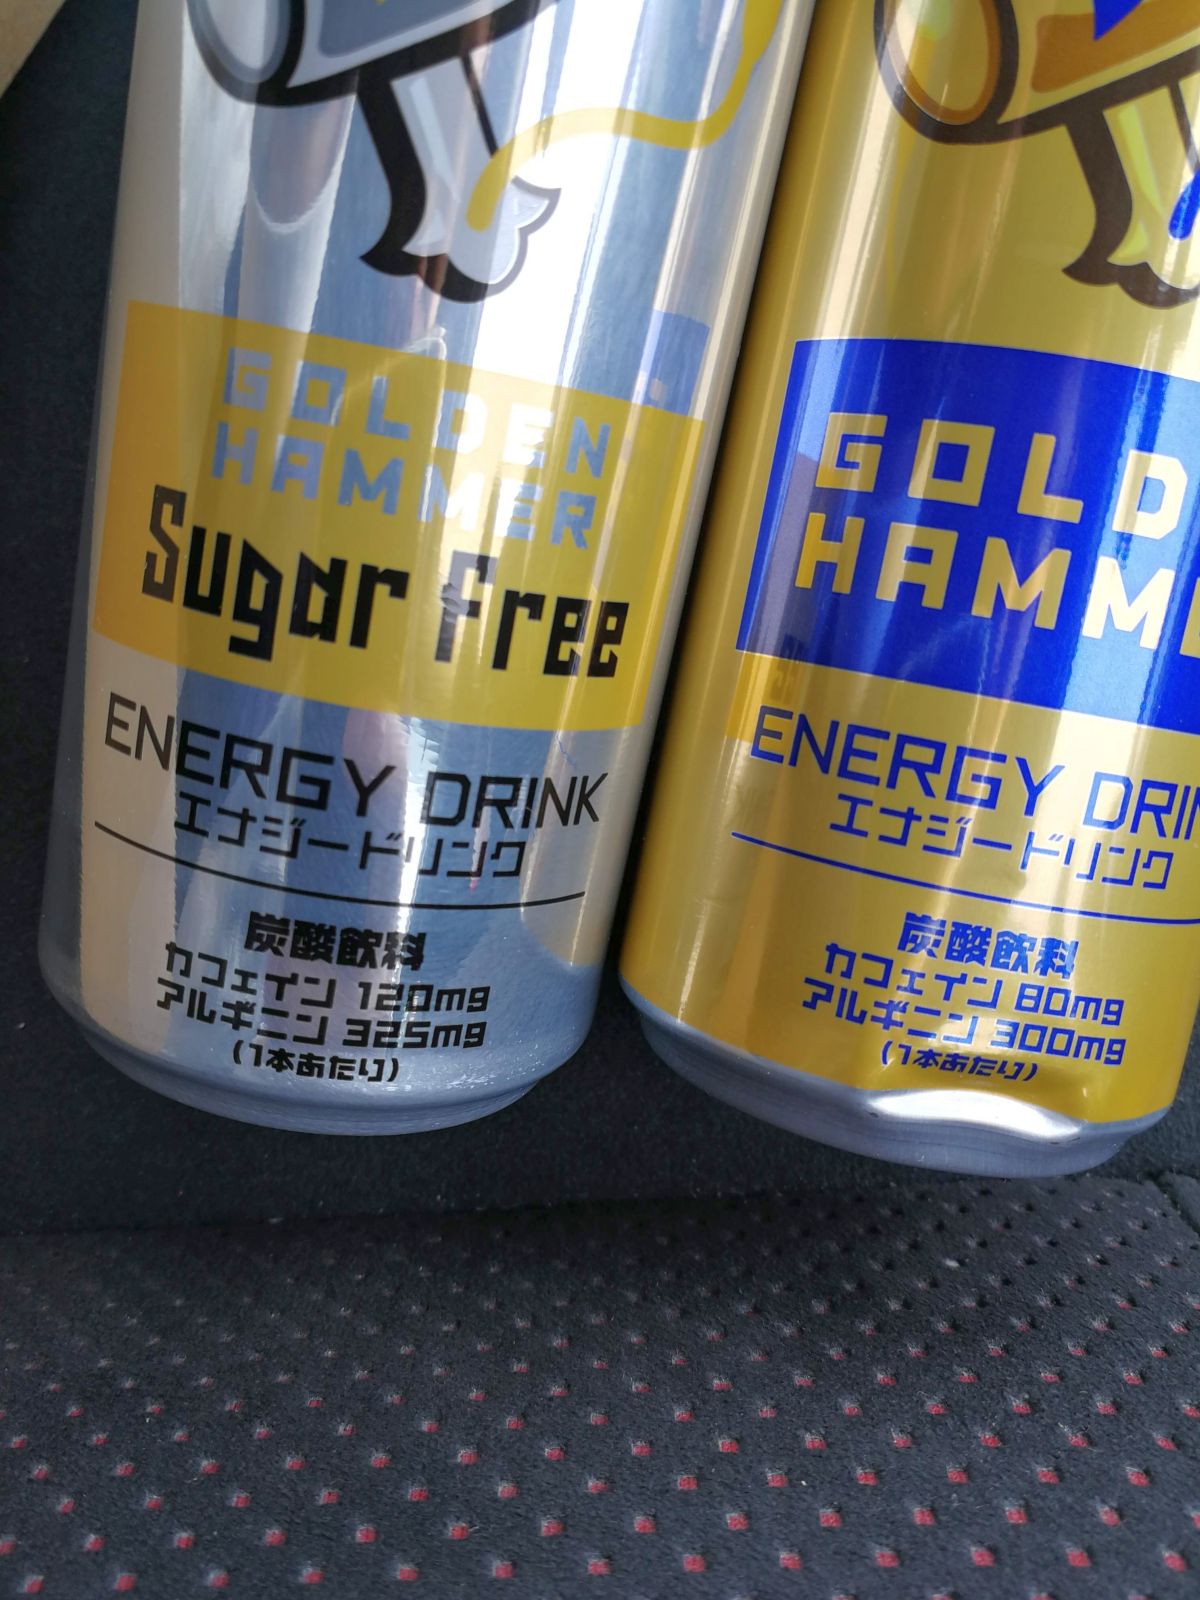 GOLDEN
HAMMER
Sugar Free
ENERGY DRINK
エナジードリンク
炭酸飲料
カフェイン 120mg
アルギニン 325mg
(1本あたり)
GOLD
HAMM
ENERGY DRIN
エナジードリンク
炭酸飲料
カフェイン 80mg
アルギニン 300mg
(1本あたり)